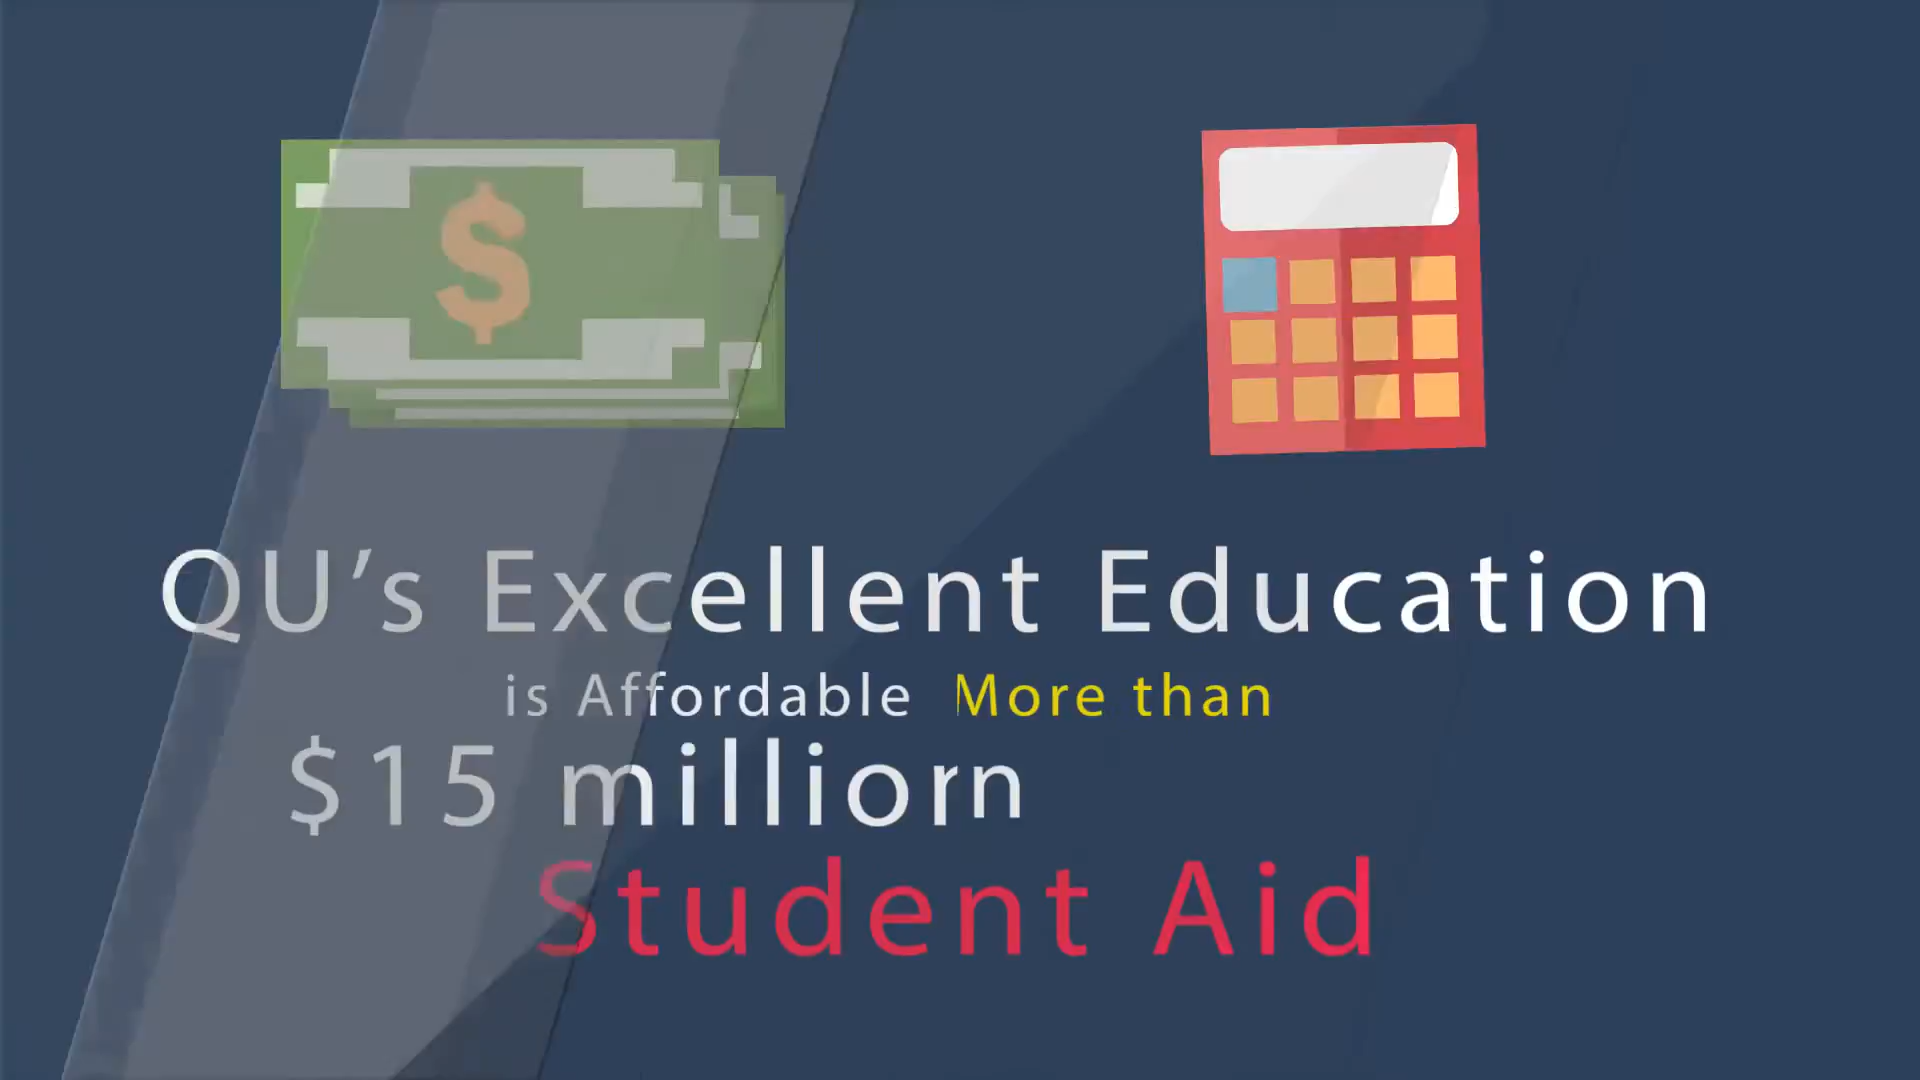 $
QU's Excellent Education
is Affordable More than
$15 milliorn
Student Aid